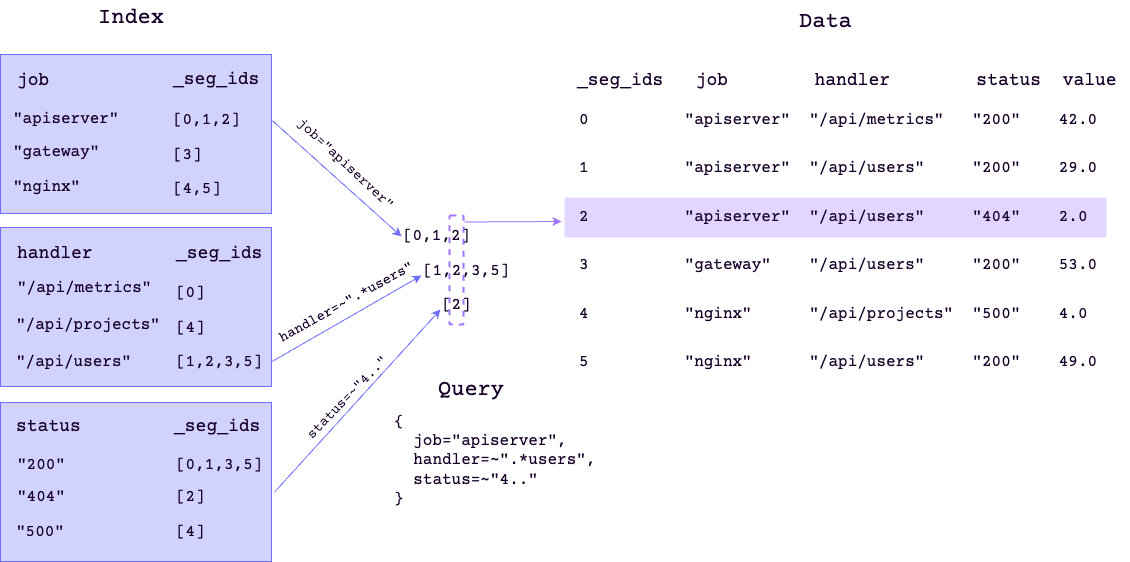 Index
job _seg_ids
"apiserver" [0,1,2]
"gateway" [3]
"nginx" [4,5]
handler _seg_ids
"/api/metrics" [0]
"/api/projects" [4]
"/api/users" [1,2,3,5]
status _seg_ids
"200" [0,1,3,5]
"404" [2]
"500" [4]
job="apiserver"
handler=~".*users"
status=~"4.."
[0,1,2]
[1,2,3,5]
[2]
Query
{
job="apiserver",
handler=~".*users",
status=~"4.."
}
Data
_seg_ids job handler status value
0 "apiserver" "/api/metrics" "200" 42.0
1 "apiserver" "/api/users" "200" 29.0
2 "apiserver" "/api/users" "404" 2.0
3 "gateway" "/api/users" "200" 53.0
4 "nginx" "/api/projects" "500" 4.0
5 "nginx" "/api/users" "200" 49.0